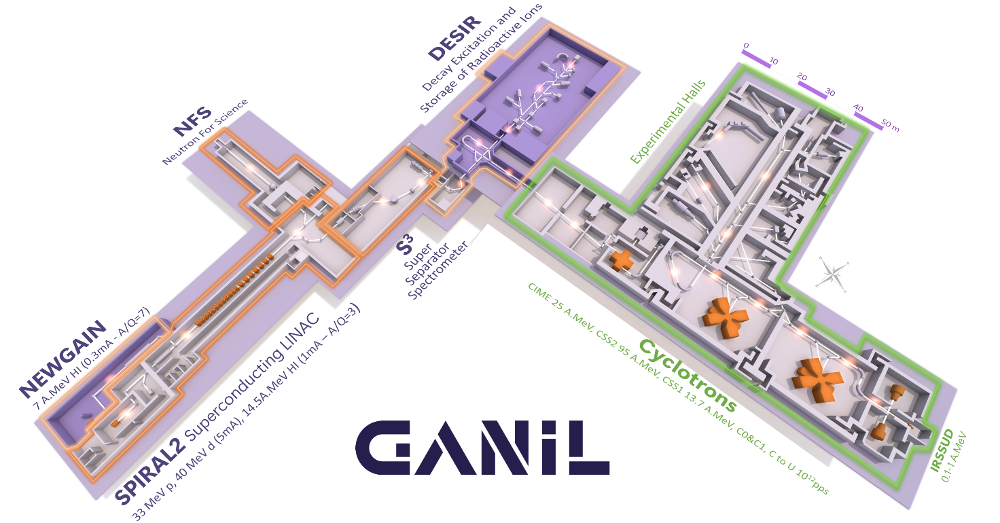 DESIR
Decay Excitation and
Storage of Radioactive Ions
NFS
Neutron For Science
Experimental Halls
0
10
20
30
40
50 m
S³
Super
Separator
Spectrometer
NEWGAIN
7 A.MeV HI (0.3mA - A/Q=7)
SPIRAL2 Superconducting LINAC
33 MeV p, 40 MeV d (5mA), 14.5A.MeV HI (1mA – A/Q=3)
Cyclotrons
CIME 25 A.MeV, CSS2 95 A.MeV, CSS1 13.7 A.MeV, C0&C1, C to U 10¹²pps
IRSSUD
0.1-1 A.MeV
GANiL